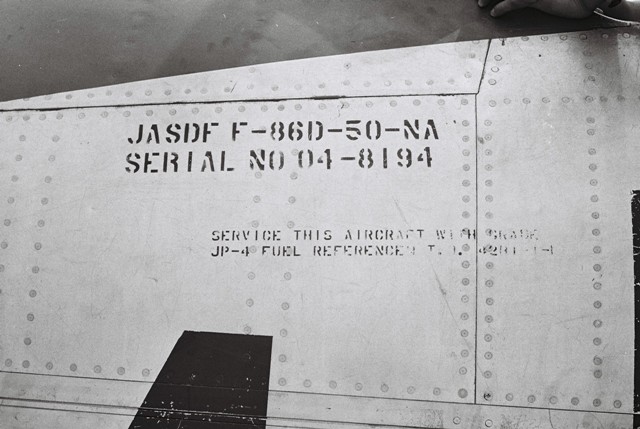 JASDF F-86D-50-NA
SERIAL NO 04-8194
SERVICE THIS AIRCRAFT WITH GRADE
JP-4 FUEL REFERENCE T.O.